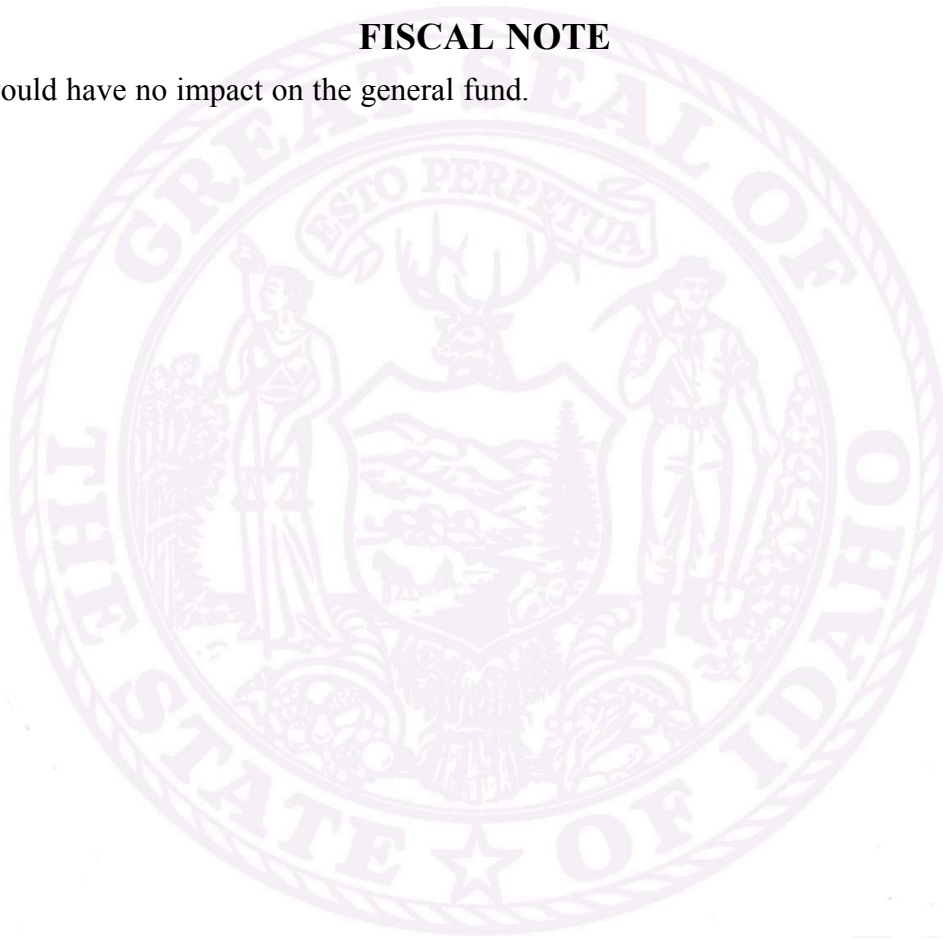 FISCAL NOTE
ould have no impact on the general fund.
GREAT SEAL OF
ESTO PERPETUA
THE STATE OF IDAHO